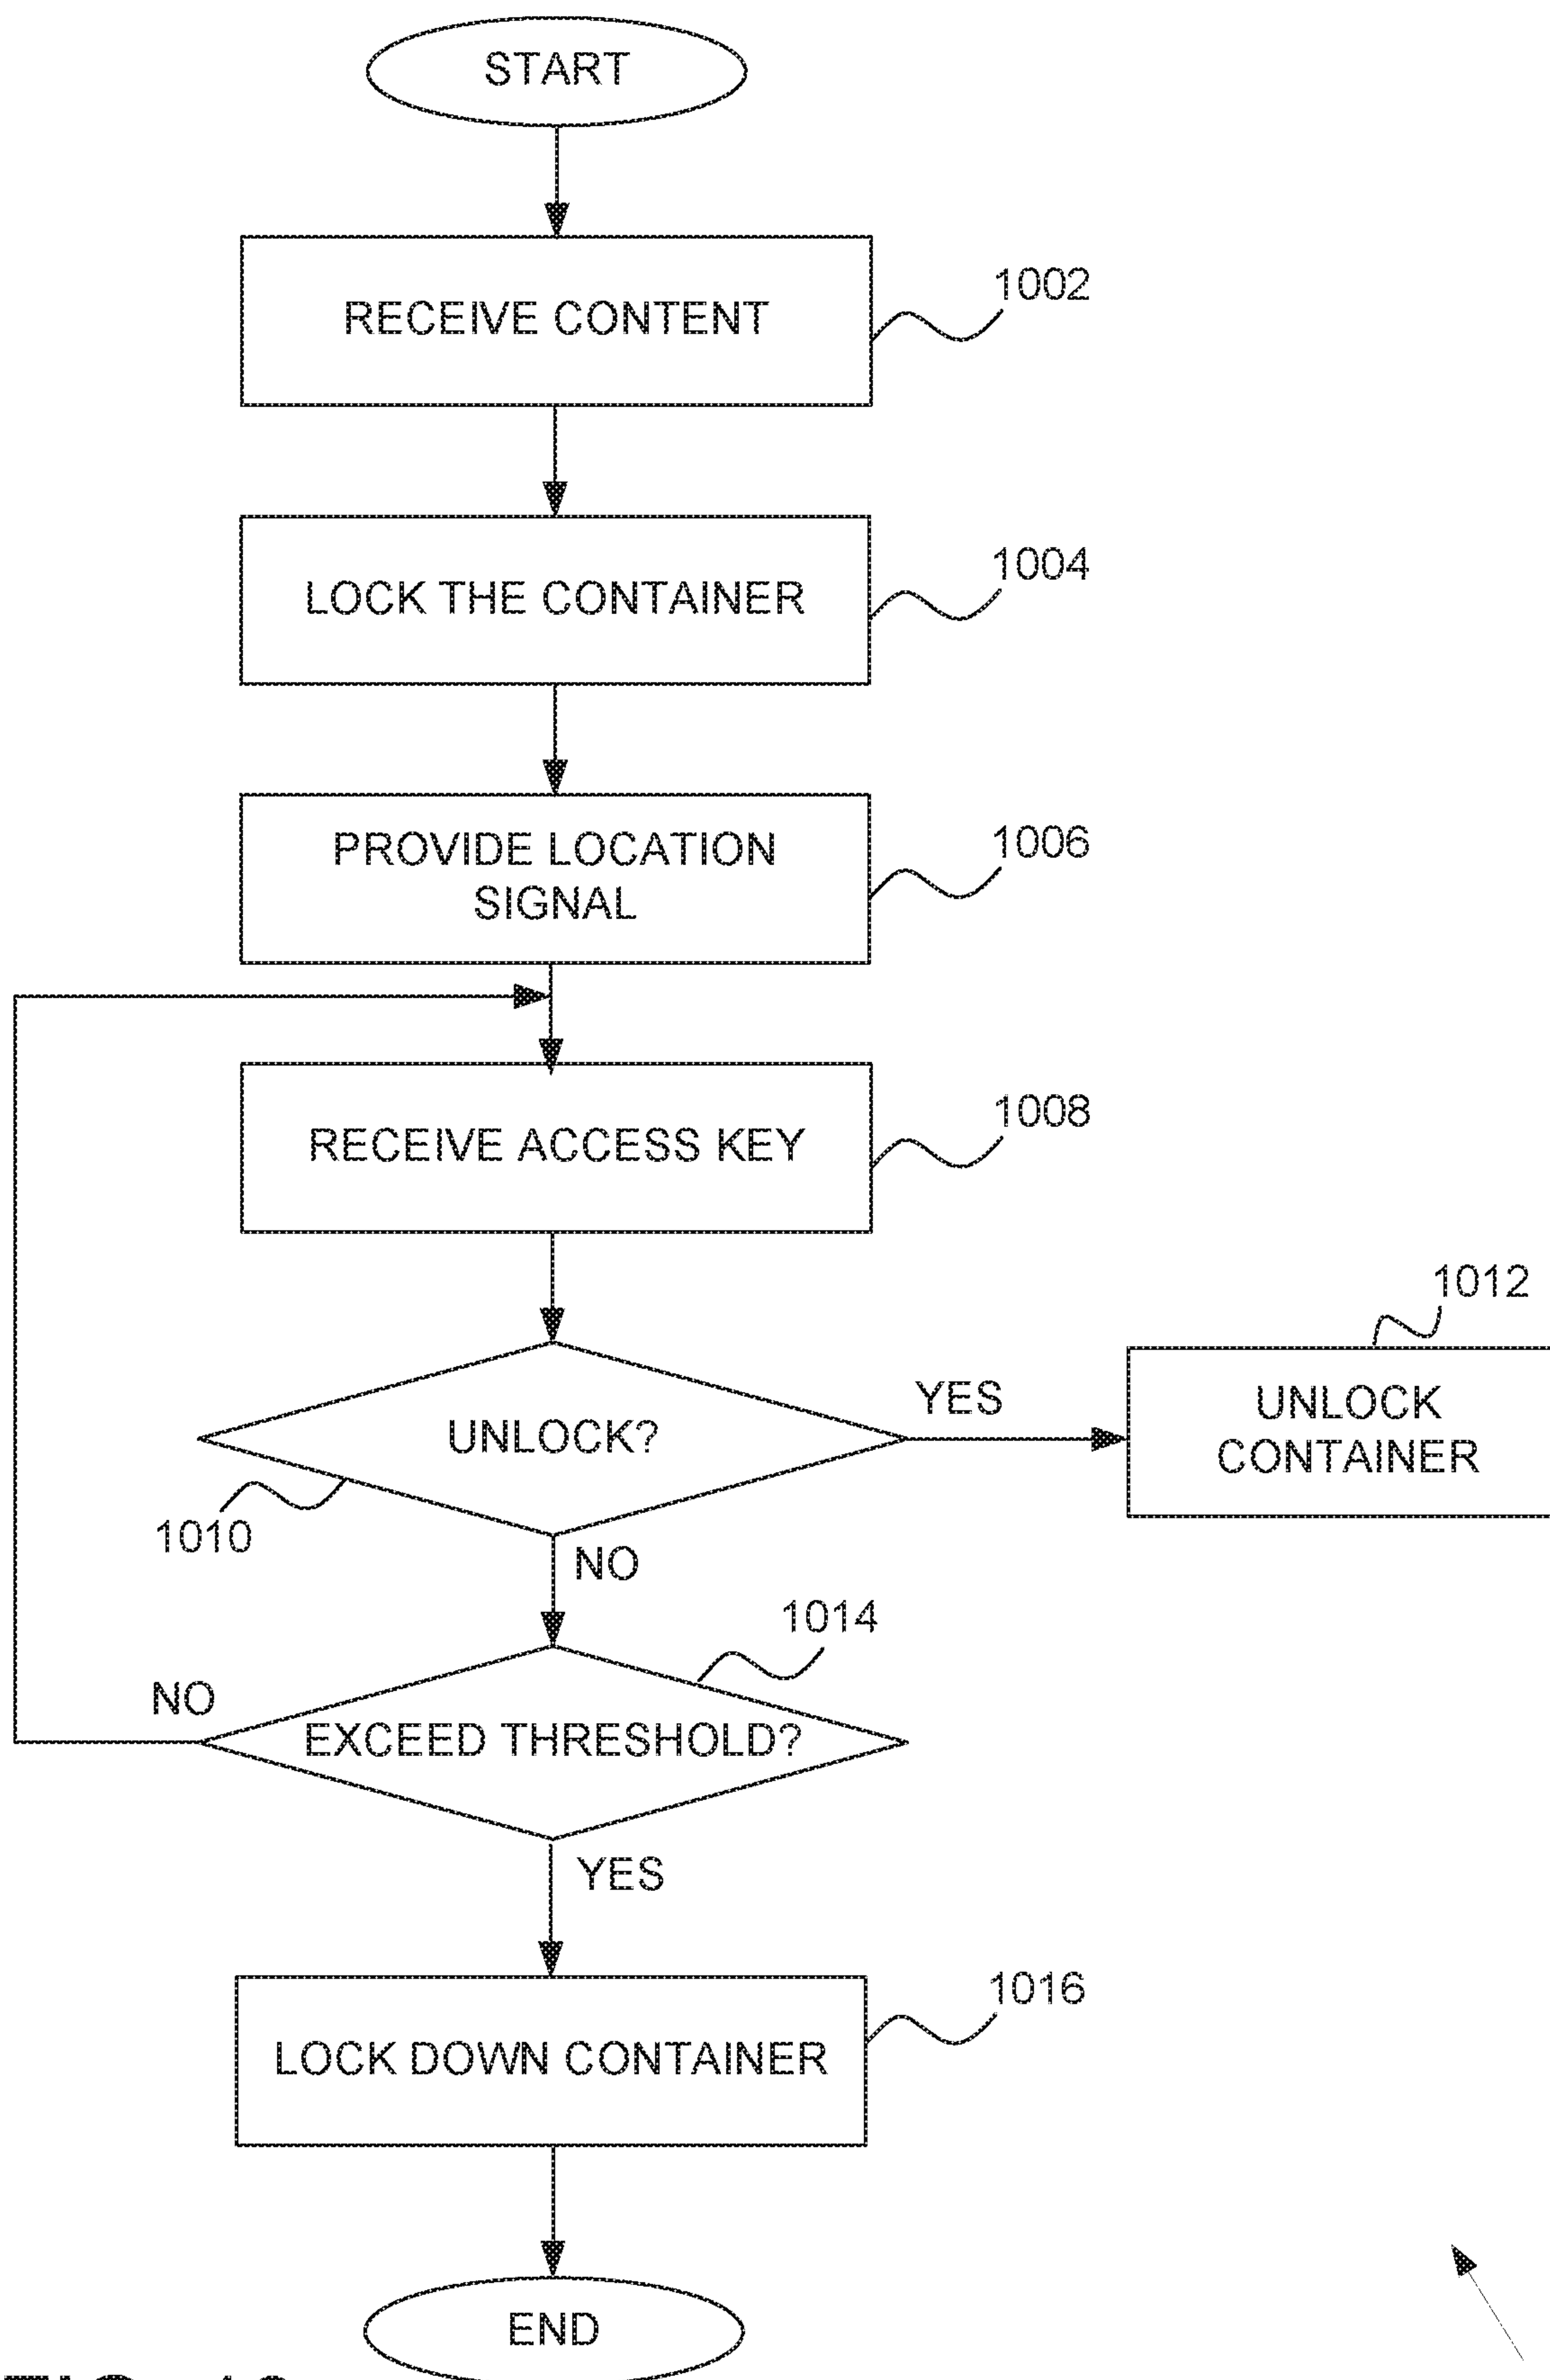 START
RECEIVE CONTENT
1002
LOCK THE CONTAINER
1004
PROVIDE LOCATION
SIGNAL
1006
RECEIVE ACCESS KEY
1008
1012
UNLOCK?
YES
UNLOCK
CONTAINER
1010
NO
1014
NO
EXCEED THRESHOLD?
YES
1016
LOCK DOWN CONTAINER
END